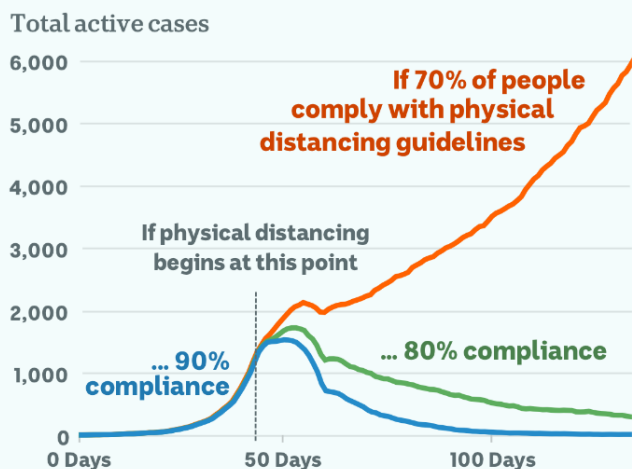 Total active cases
6,000
If 70% of people
comply with physical
distancing guidelines
5,000
4,000
If physical distancing
begins at this point
3,000
2,000
... 90%
compliance
... 80% compliance
1,000
0
0 Days
50 Days
100 Days